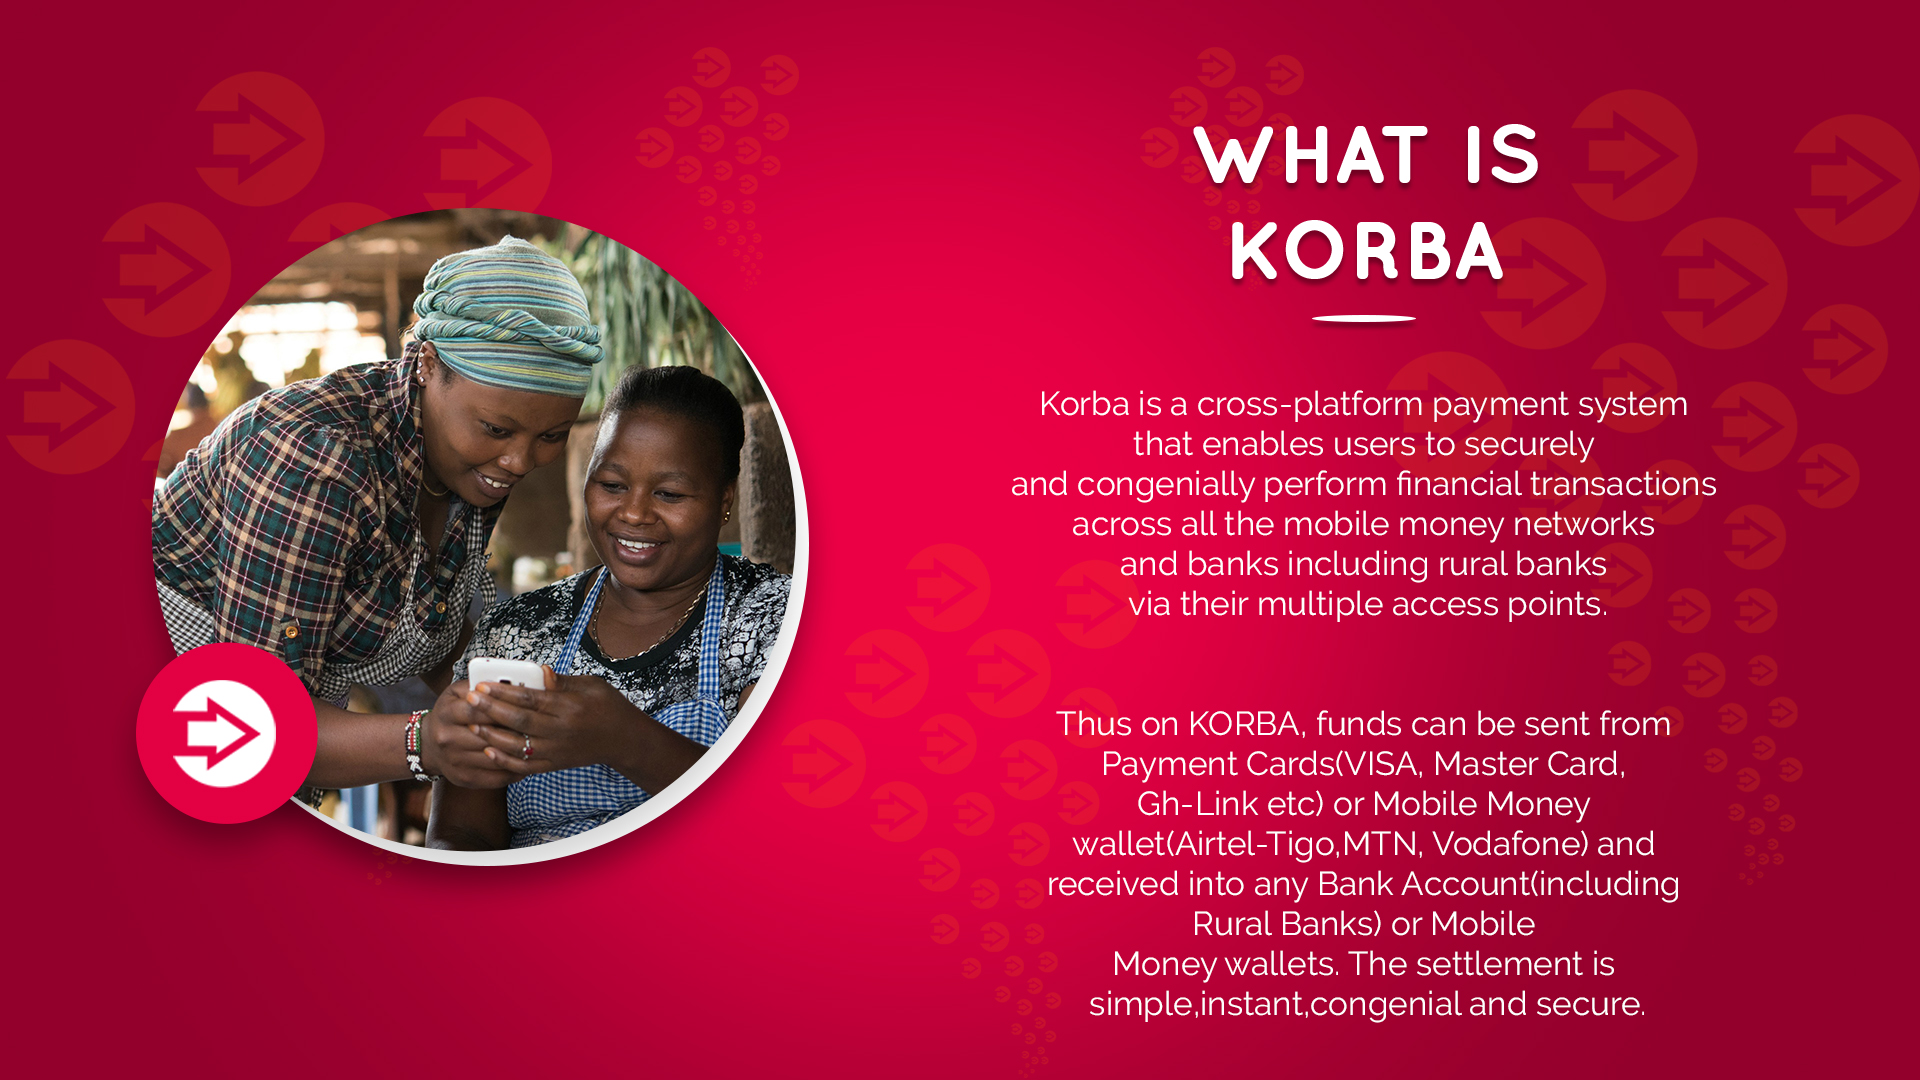 WHAT IS
KORBA
Korba is a cross-platform payment system
that enables users to securely
and congenially perform financial transactions
across all the mobile money networks
and banks including rural banks
via their multiple access points.
Thus on KORBA, funds can be sent from
Payment Cards(VISA, Master Card,
Gh-Link etc) or Mobile Money
wallet(Airtel-Tigo,MTN, Vodafone) and
received into any Bank Account(including
Rural Banks) or Mobile
Money wallets. The settlement is
simple,instant,congenial and secure.